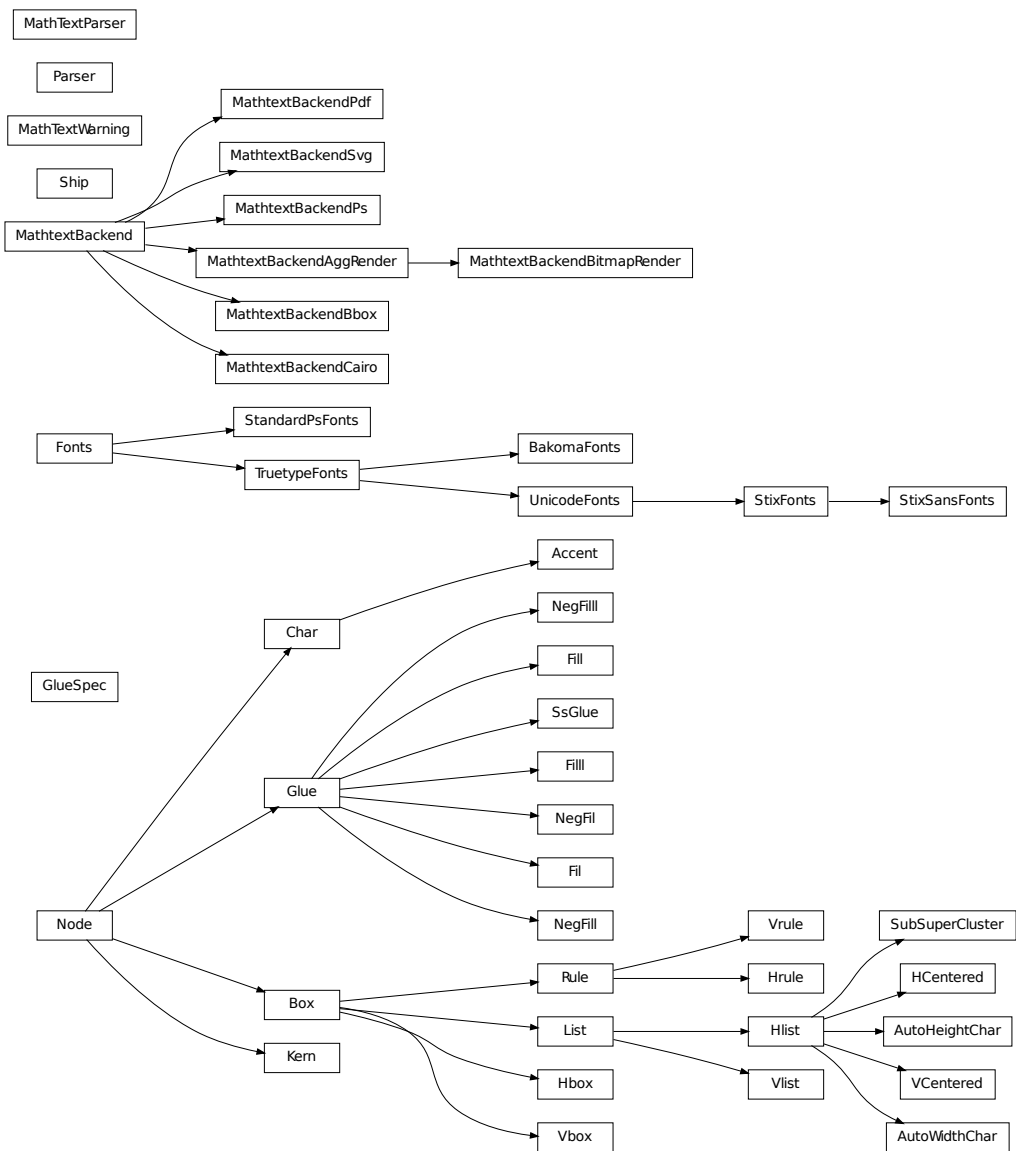 MathTextParser
Parser
MathTextWarning
Ship
MathtextBackend
MathtextBackendPdf
MathtextBackendSvg
MathtextBackendPs
MathtextBackendAggRender
MathtextBackendBitmapRender
MathtextBackendBbox
MathtextBackendCairo
Fonts
StandardPsFonts
TruetypeFonts
BakomaFonts
UnicodeFonts
StixFonts
StixSansFonts
GlueSpec
Node
Char
Accent
Glue
NegFilll
Fill
SsGlue
Filll
NegFil
Fil
NegFill
Box
Kern
Rule
List
Hbox
Vbox
Vrule
Hrule
Hlist
Vlist
SubSuperCluster
HCentered
AutoHeightChar
VCentered
AutoWidthChar